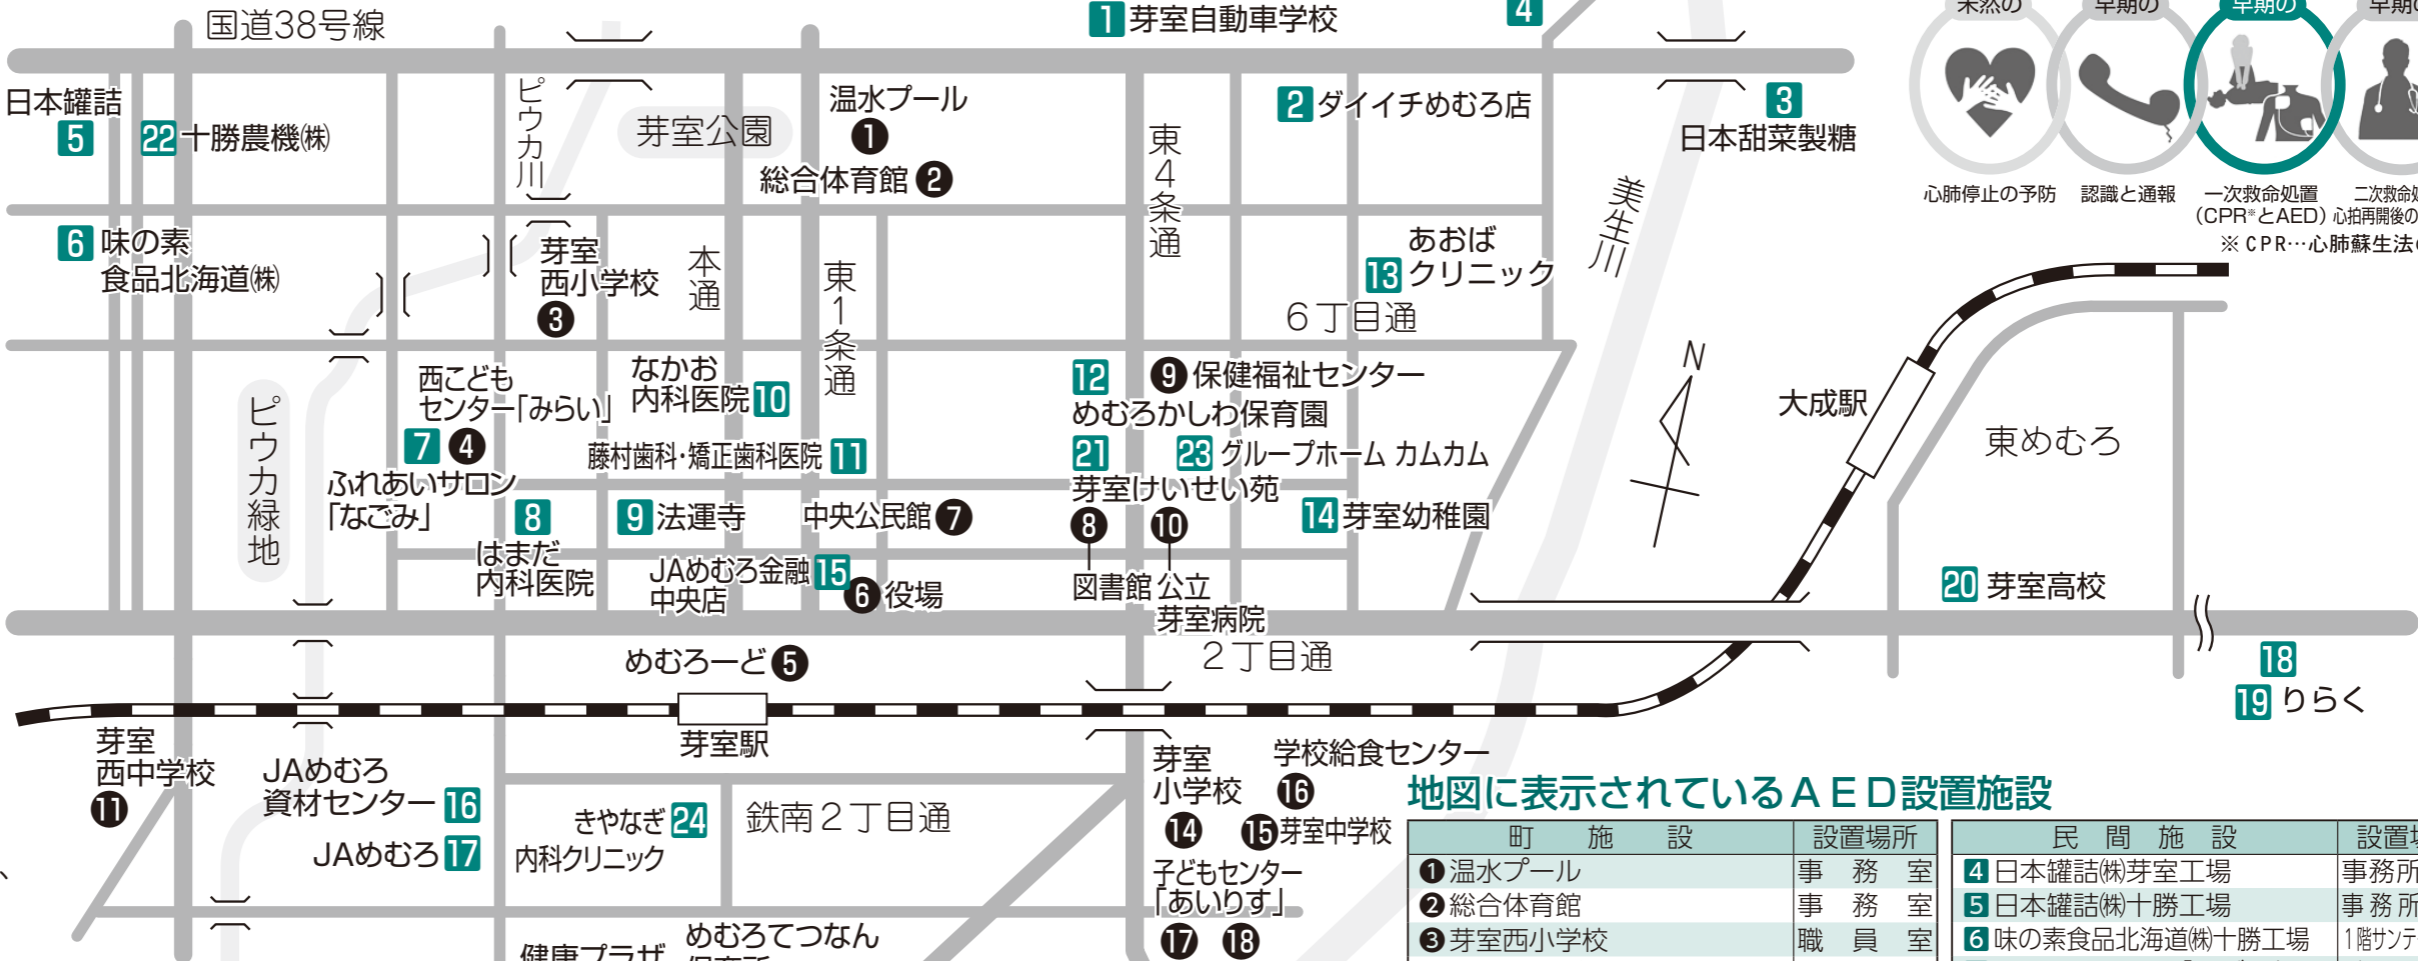 国道38号線
1 芽室自動車学校
4
早期の
早期の
心肺停止の予防
認識と通報
一次救命処置
(CPR※とAED)
※CPR…心肺蘇生法
日本罐詰
5
22 十勝農機㈱
ピウカ川
芽室公園
温水プール
❶
総合体育館 ❷
東4条通
2 ダイイチめむろ店
3
日本甜菜製糖
美生川
6 味の素
食品北海道㈱
芽室
西小学校
❸
本通
東1条通
あおば
13 クリニック
6丁目通
N
ピウカ緑地
西こども
センター「みらい」
7 ❹
ふれあいサロン
「なごみ」
なかお
内科医院 10
藤村歯科・矯正歯科医院 11
12 ❾ 保健福祉センター
めむろかしわ保育園
21 23 グループホーム カムカム
芽室けいせい苑
❽ ❿
図書館 公立
芽室病院
14 芽室幼稚園
大成駅
東めむろ
8
はまだ
内科医院
9 法運寺
中央公民館 ❼
JAめむろ金融 15
中央店
❻ 役場
20 芽室高校
めむろーど ❺
2丁目通
18
19 りらく
芽室駅
芽室
西中学校
⓫
JAめむろ
資材センター 16
JAめむろ 17
きやなぎ 24
内科クリニック
鉄南2丁目通
芽室
小学校
⓮
学校給食センター
⓰
⓯ 芽室中学校
子どもセンター
「あいりす」
⓱ ⓲
健康プラザ
めむろてつなん
地図に表示されているAED設置施設
町施設 設置場所
❶温水プール 事務室
❷総合体育館 事務室
❸芽室西小学校 職員室
民間施設
4 日本罐詰㈱芽室工場 事務所
5 日本罐詰㈱十勝工場 事務所
6 味の素食品北海道㈱十勝工場